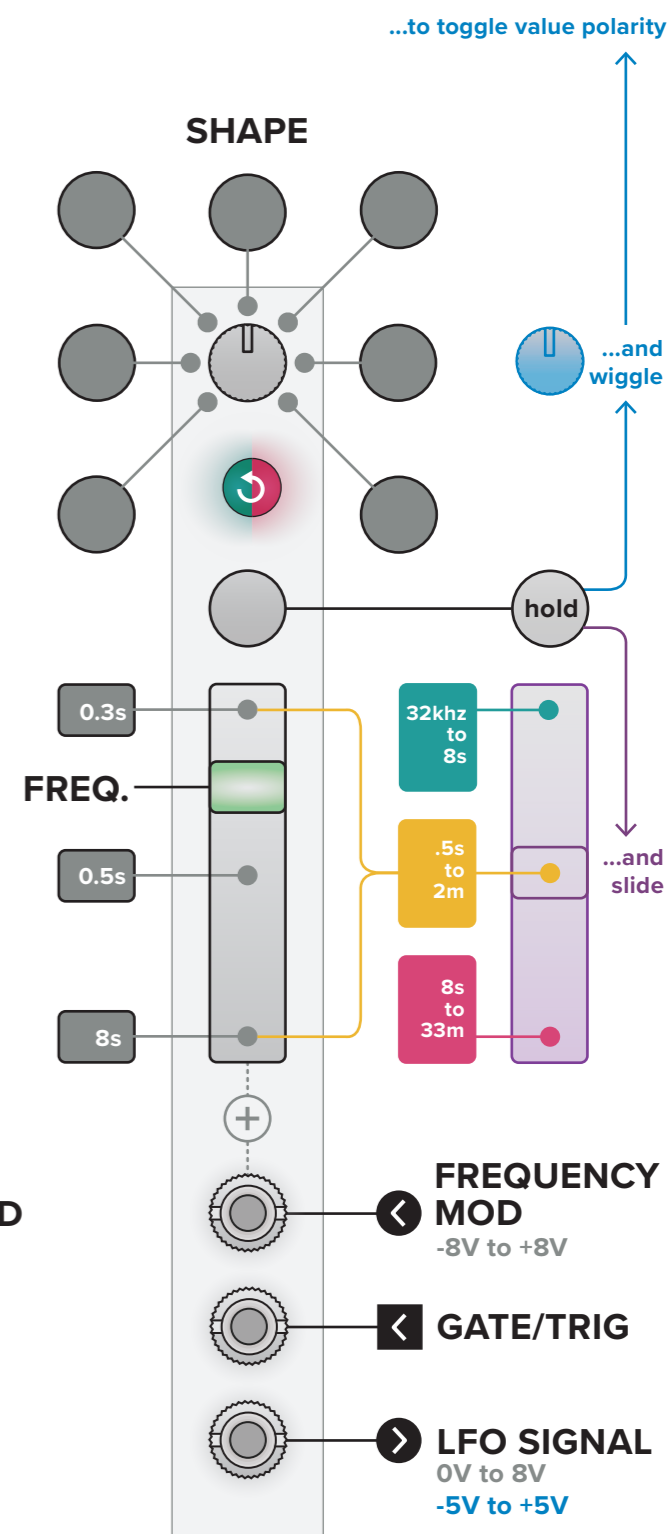 ...to toggle value polarity
SHAPE
...and
wiggle
hold
0.3s
32khz
to
8s
FREQ.
.5s
to
2m
...and
slide
0.5s
8s
to
33m
8s
FREQUENCY
D
MOD
-8V to +8V
GATE/TRIG
LFO SIGNAL
0V to 8V
-5V to +5V